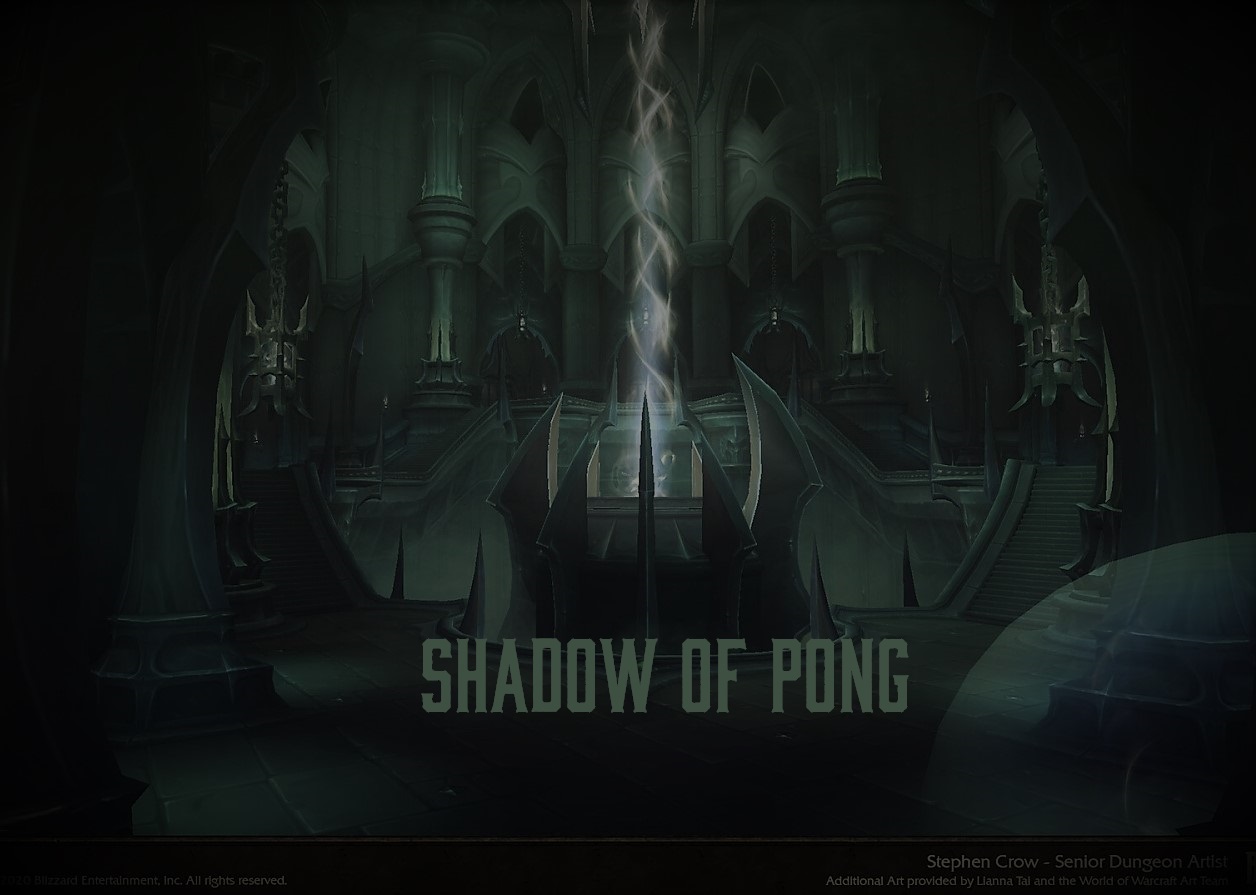 SHADOW OF PONG
Stephen Crow - Senior Dungeon Artist
Blizzard Entertainment, Inc. All rights reserved.
Additional Art provided by Lianna Tai and the World of Warcraft Art Team